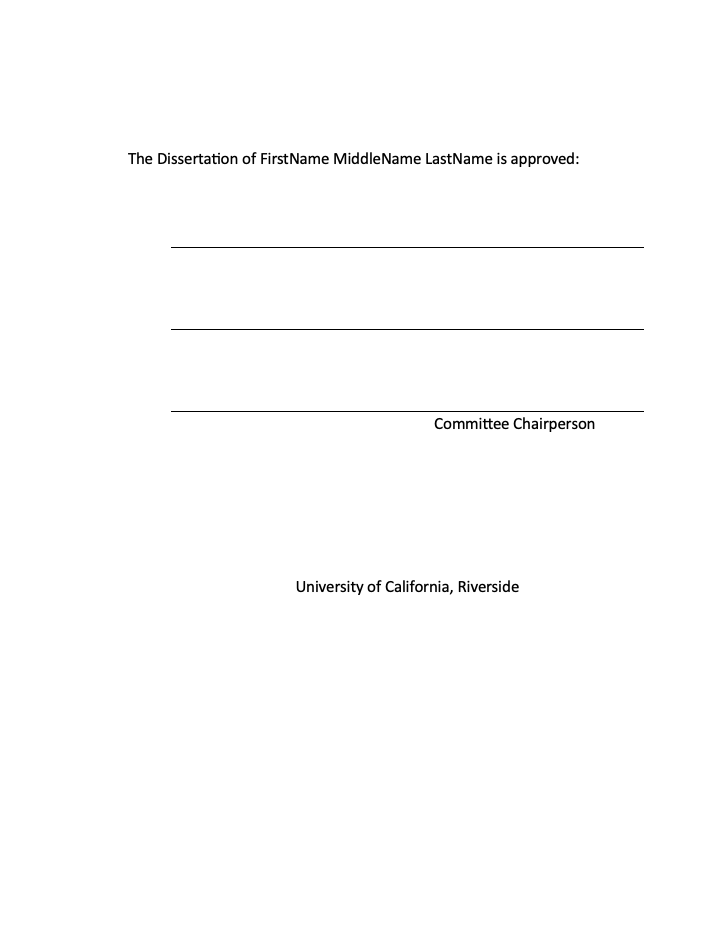 The Dissertation of FirstName MiddleName LastName is approved:
Committee Chairperson
University of California, Riverside